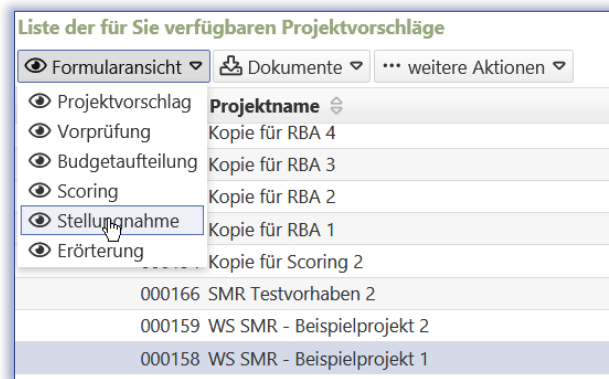 Liste der für Sie verfügbaren Projektvorschläge
Formularansicht Dokumente ··· weitere Aktionen
Projektvorschlag Projektname
Vorprüfung Kopie für RBA 4
Budgetaufteilung Kopie für RBA 3
Scoring Kopie für RBA 2
Stellungnahme Kopie für RBA 1
Erörterung Kopie für Scoring 2
000166 SMR Testvorhaben 2
000159 WS SMR - Beispielprojekt 2
000158 WS SMR - Beispielprojekt 1